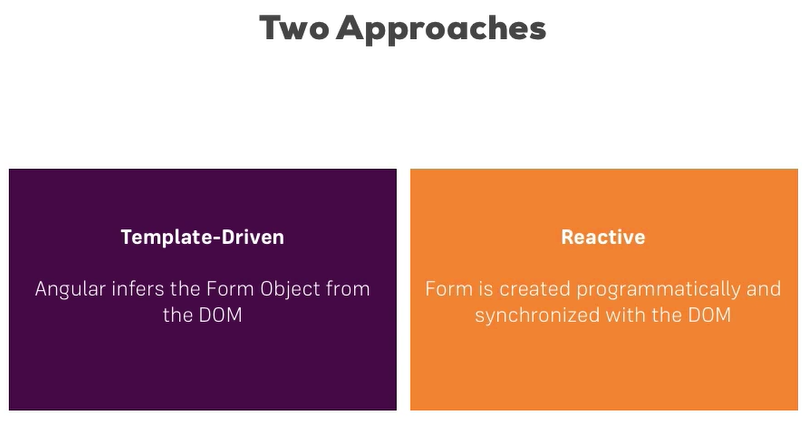 Two Approaches
Template-Driven
Angular infers the Form Object from
the DOM
Reactive
Form is created programmatically and
synchronized with the DOM